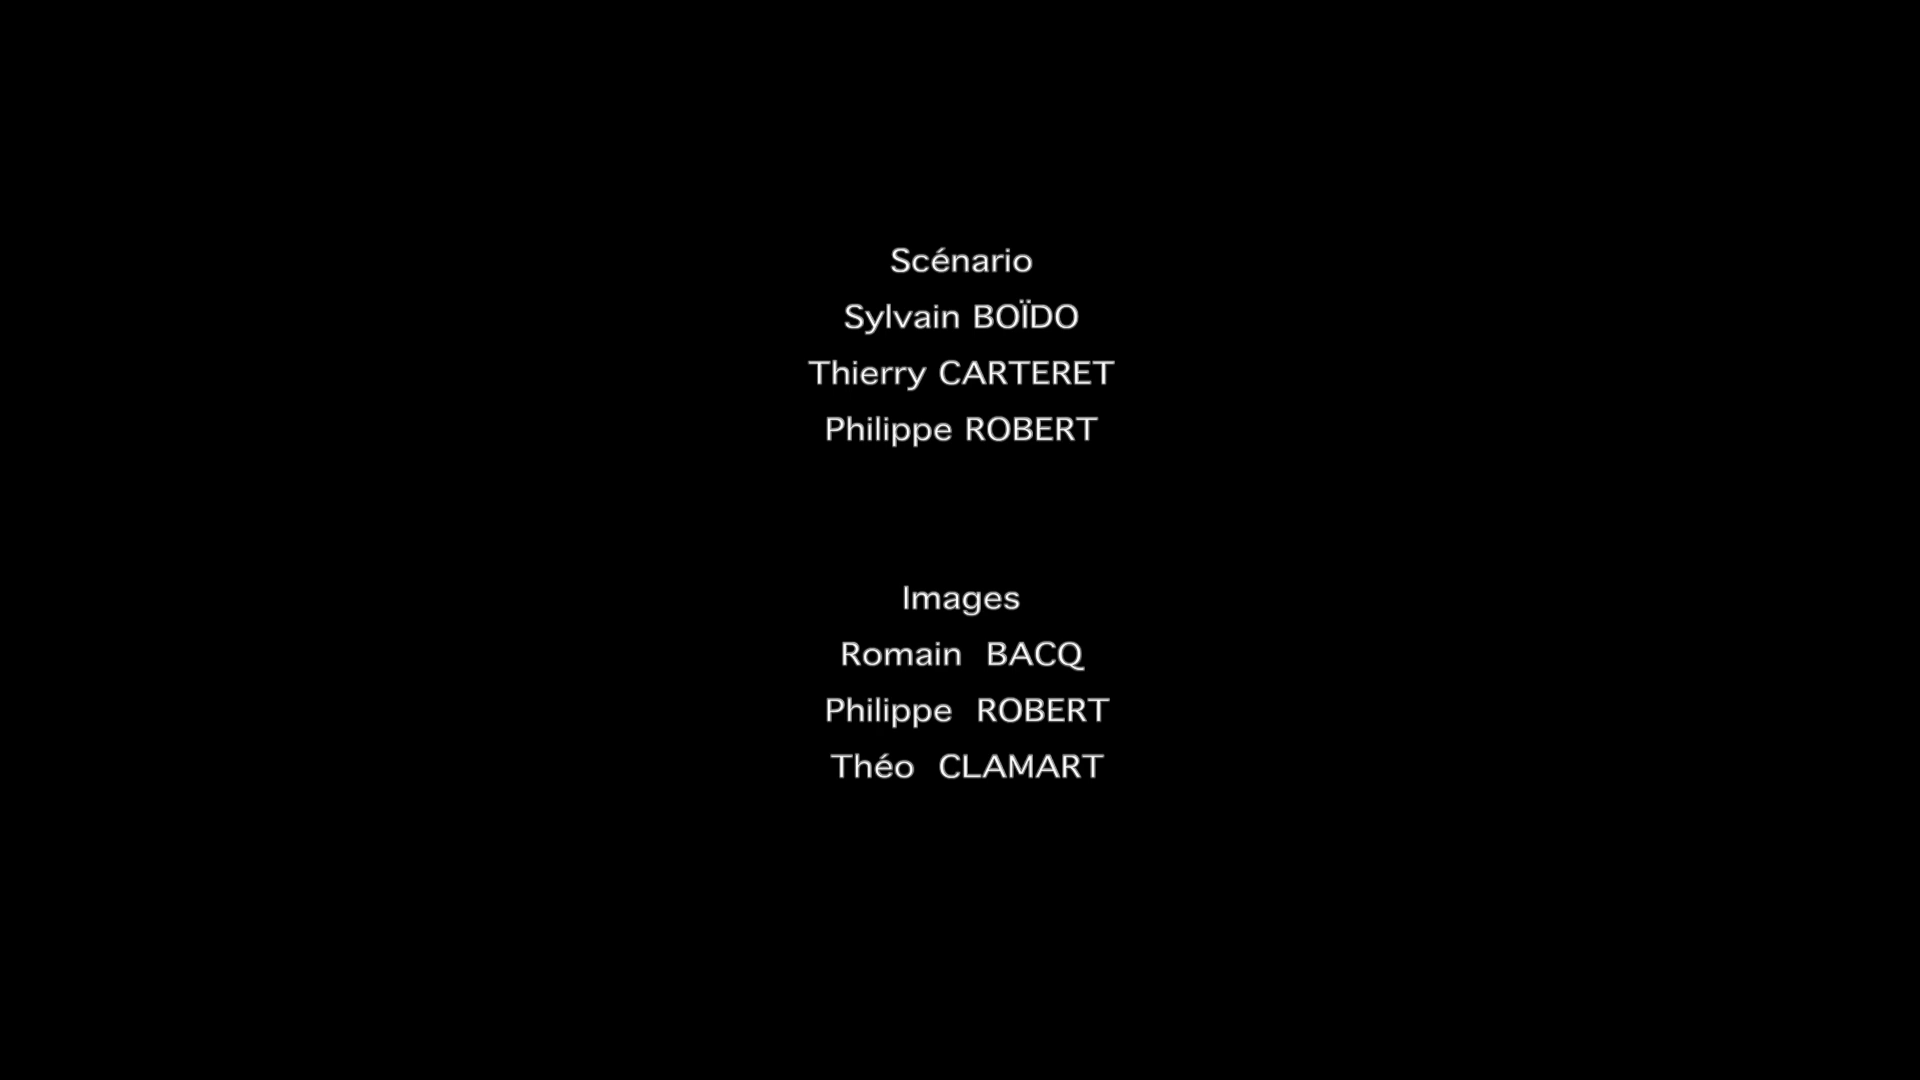 Scénario
Sylvain BOÏDO
Thierry CARTERET
Philippe ROBERT
Images
Romain  BACQ
Philippe  ROBERT
Théo  CLAMART